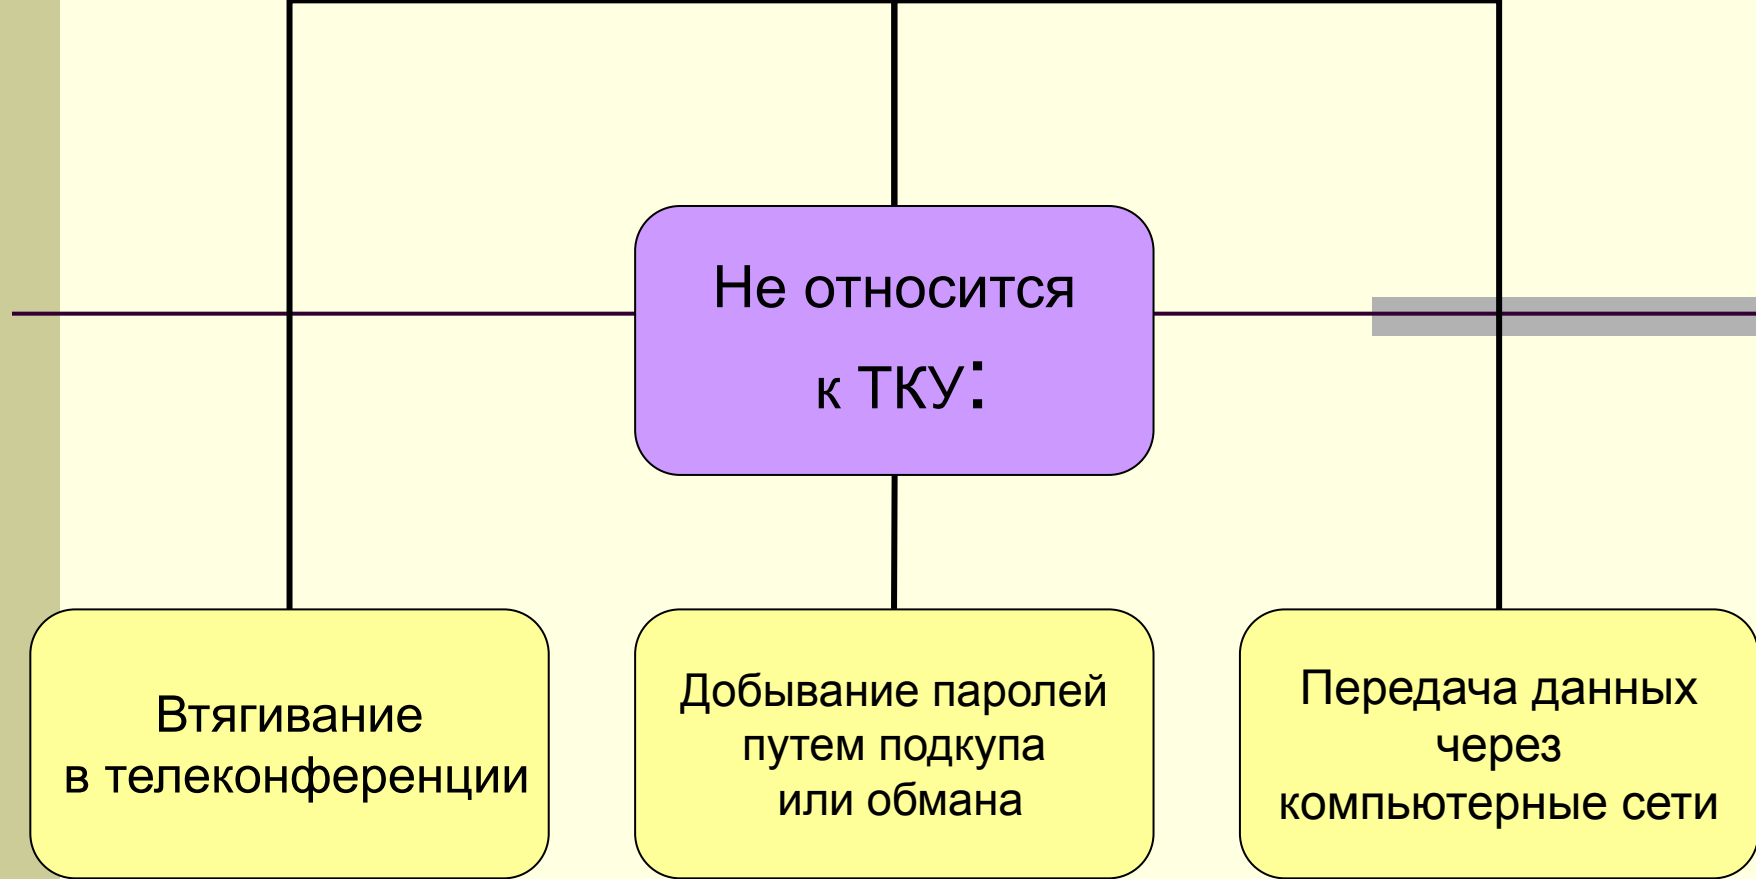 Не относится
к ТКУ:
Втягивание
в телеконференции
Добывание паролей
путем подкупа
или обмана
Передача данных
через
компьютерные сети